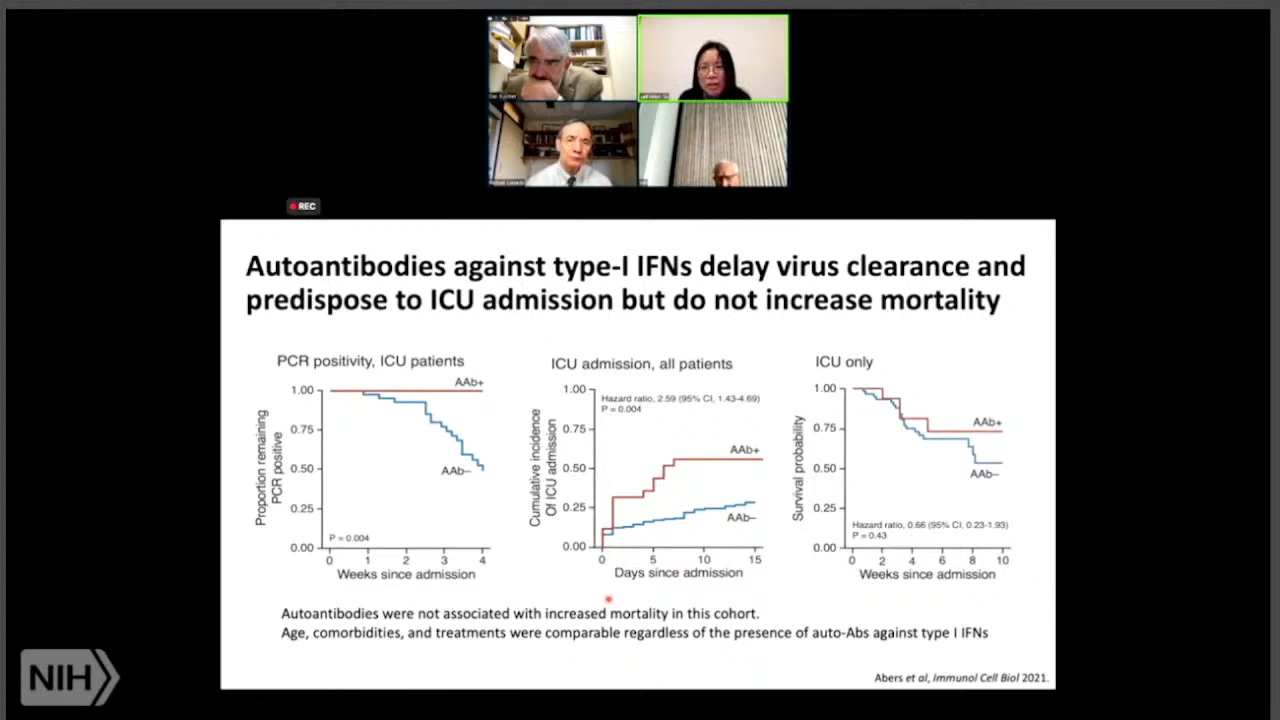 REC
Autoantibodies against type-I IFNs delay virus clearance and
predispose to ICU admission but do not increase mortality
PCR positivity, ICU patients
AAb+
1.00
0.75
0.50
0.25
0.00
Proportion remaining
PCR positive
AAb–
P = 0.004
0 1 2 3 4
Weeks since admission
ICU admission, all patients
1.00
0.75
0.50
0.25
0.00
Cumulative incidence
Of ICU admission
Hazard ratio, 2.59 (95% CI, 1.43-4.69)
P = 0.004
AAb+
AAb–
0 5 10 15
Days since admission
ICU only
1.00
0.75
0.50
0.25
0.00
Survival probability
AAb+
AAb–
Hazard ratio, 0.66 (95% CI, 0.23-1.93)
P = 0.43
0 2 4 6 8 10
Weeks since admission
Autoantibodies were not associated with increased mortality in this cohort.
Age, comorbidities, and treatments were comparable regardless of the presence of auto-Abs against type I IFNs
Abers et al, Immunol Cell Biol 2021.
NIH